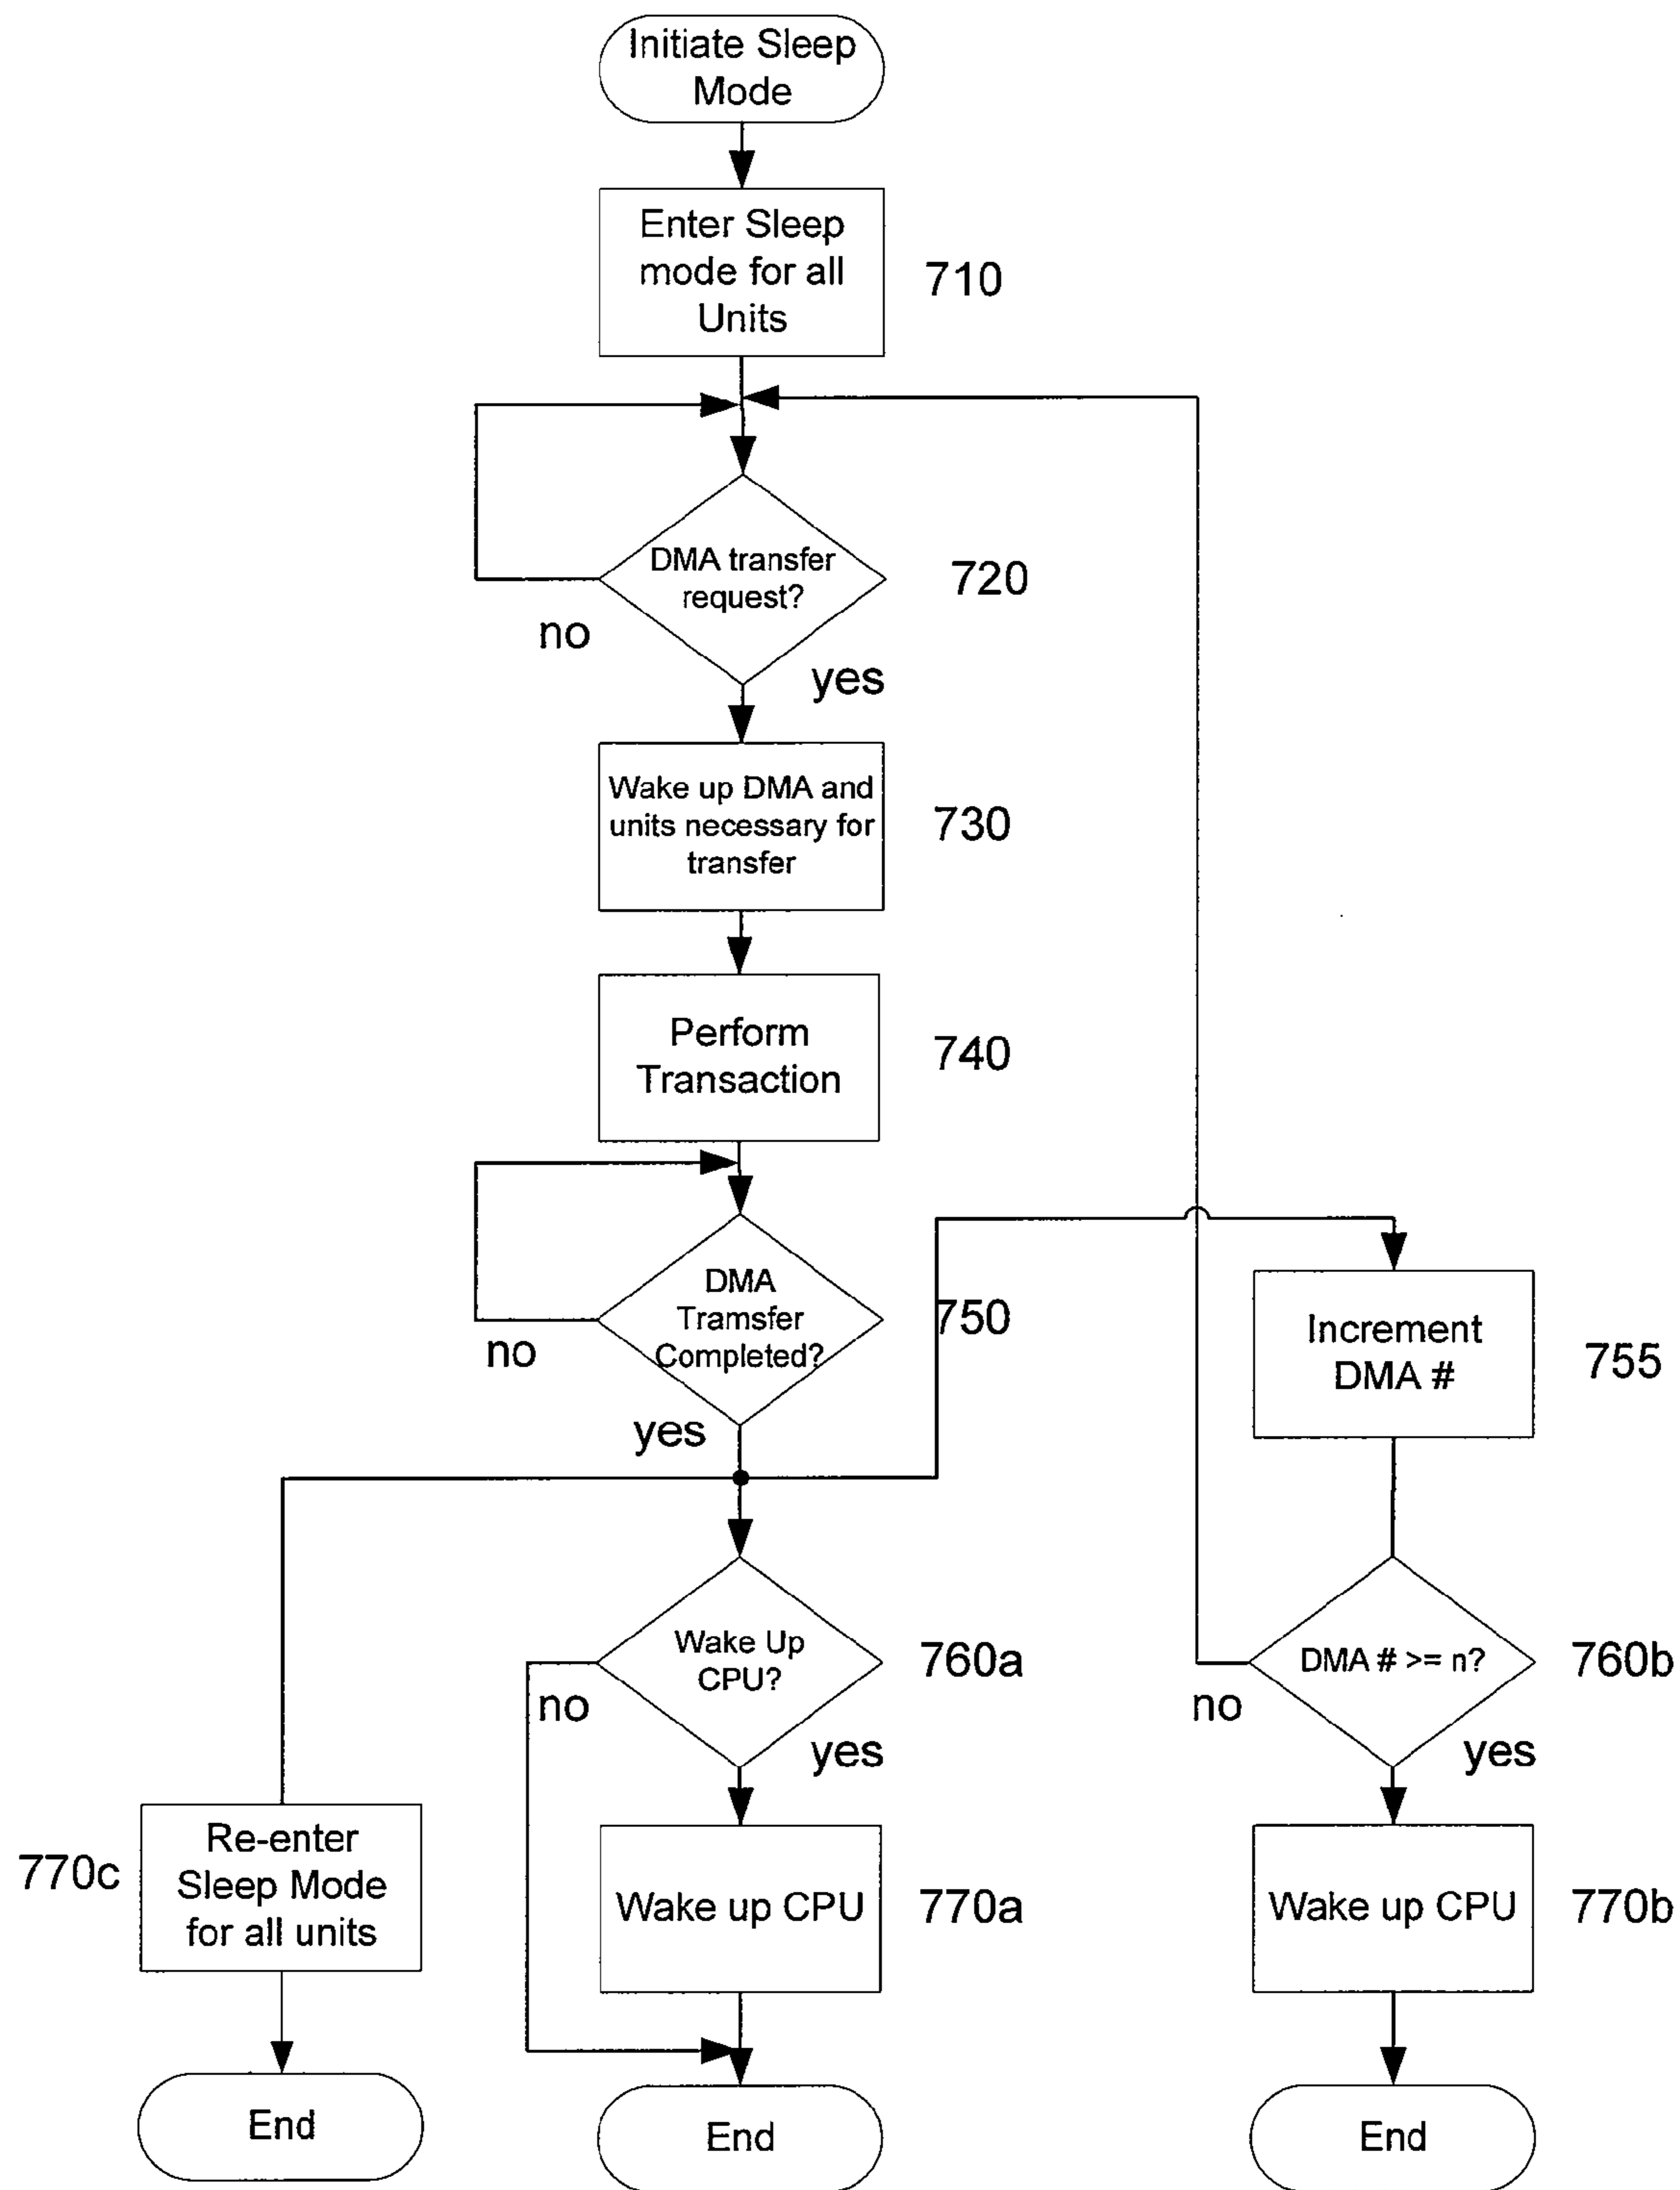 Initiate Sleep
Mode
Enter Sleep
mode for all
Units
710
DMA transfer
request?
720
no
yes
Wake up DMA and
units necessary for
transfer
730
Perform
Transaction
740
DMA
Tramsfer
Completed?
750
no
yes
Increment
DMA #
755
Wake Up
CPU?
760a
no
yes
DMA # >= n?
760b
no
yes
770c
Re-enter
Sleep Mode
for all units
Wake up CPU
770a
Wake up CPU
770b
End
End
End